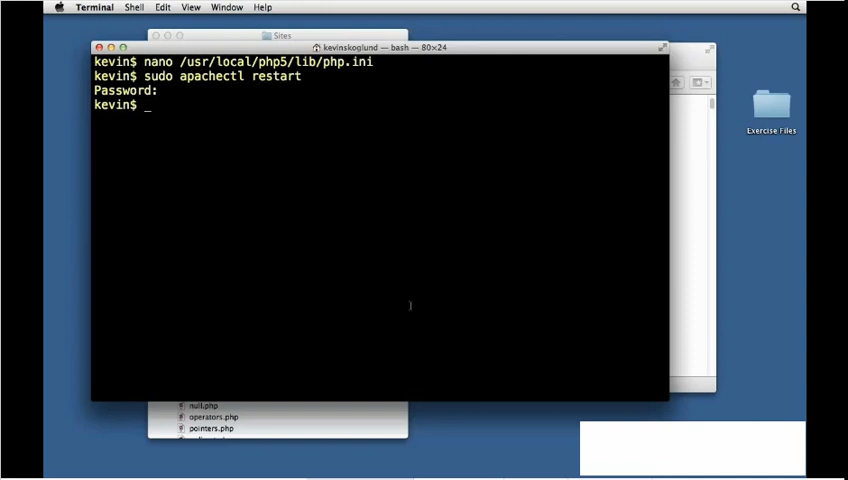 Terminal Shell Edit View Window Help
Sites
kevinskoglund — bash — 80×24
kevin$ nano /usr/local/php5/lib/php.ini
kevin$ sudo apachectl restart
Password:
kevin$ _
Exercise Files
null.php
operators.php
pointers.php